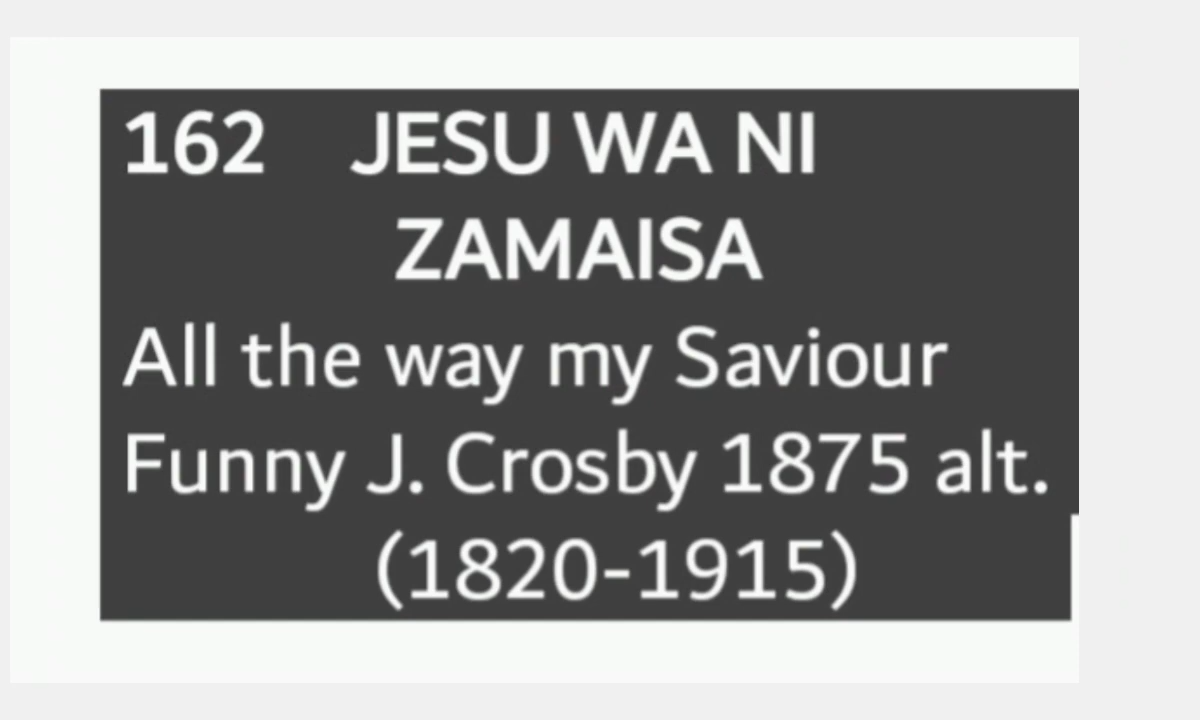 162 JESU WA NI
ZAMAISA
All the way my Saviour
Funny J. Crosby 1875 alt.
(1820-1915)